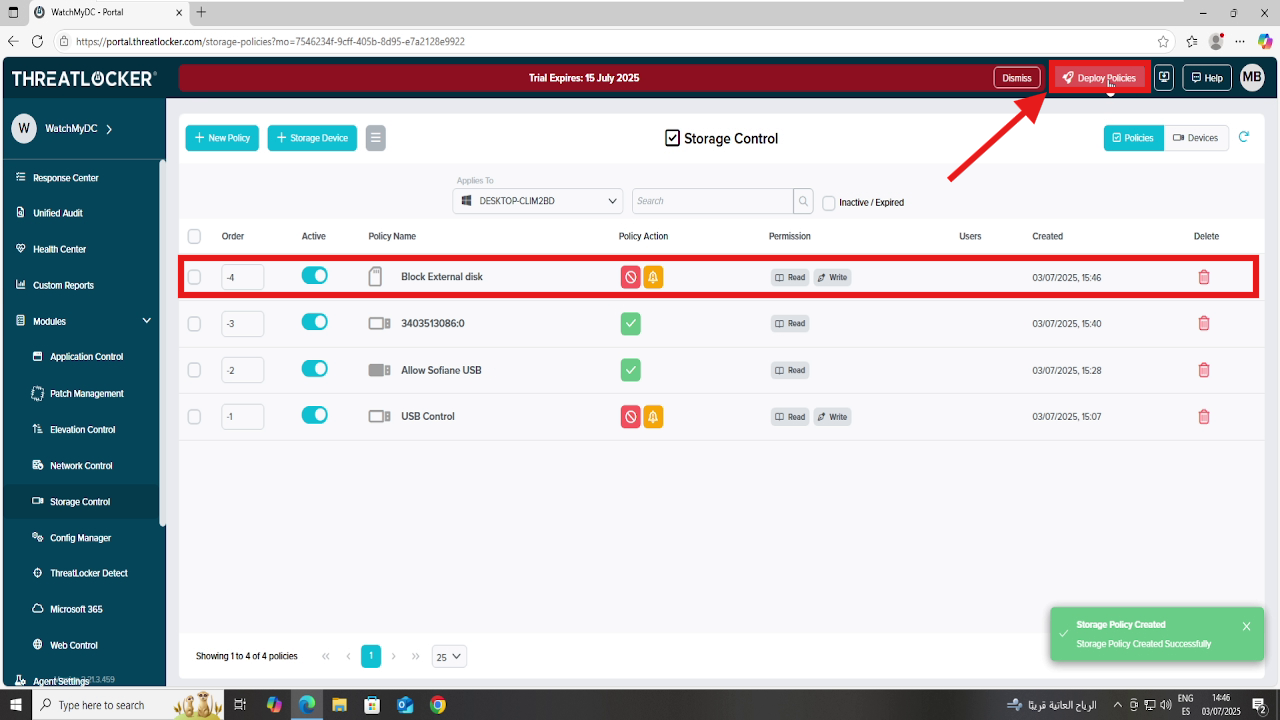 WatchMyDC - Portal
https://portal.threatlocker.com/storage-policies?mo=7546234f-9cff-405b-8d95-e7a2128e9922
THREATLOCKER
Trial Expires: 15 July 2025
Dismiss
Deploy Policies
Help
MB
W
WatchMyDC
Response Center
Unified Audit
Health Center
Custom Reports
Modules
Application Control
Patch Management
Elevation Control
Network Control
Storage Control
Config Manager
ThreatLocker Detect
Microsoft 365
Web Control
Agent Settings
New Policy
Storage Device
Storage Control
Policies
Devices
Applies To
DESKTOP-CLIM2BD
Search
Inactive / Expired
Order Active Policy Name Policy Action Permission Users Created Delete
-4 Block External disk Read Write 03/07/2025, 15:46
-3 3403513086:0 Read 03/07/2025, 15:40
-2 Allow Sofiane USB Read 03/07/2025, 15:28
-1 USB Control Read Write 03/07/2025, 15:07
Showing 1 to 4 of 4 policies
1
25
Storage Policy Created
Storage Policy Created Successfully
Type here to search
الرياح العاتية قريبًا
ENG
ES
14:46
03/07/2025
2